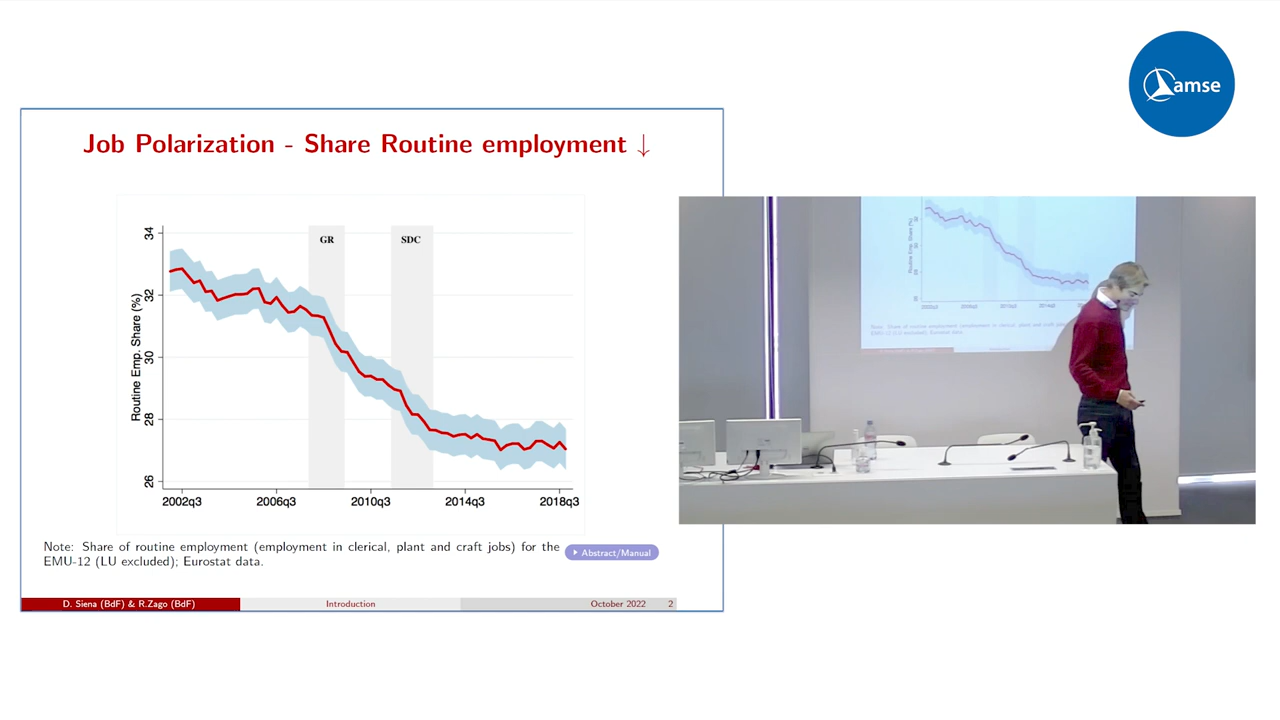 amse
Job Polarization - Share Routine employment ↓
Routine Emp. Share (%)
34
32
30
28
26
GR
SDC
2002q3
2006q3
2010q3
2014q3
2018q3
Note: Share of routine employment (employment in clerical, plant and craft jobs) for the
EMU-12 (LU excluded); Eurostat data.
Abstract/Manual
D. Siena (BdF) & R.Zago (BdF)
Introduction
October 2022
2